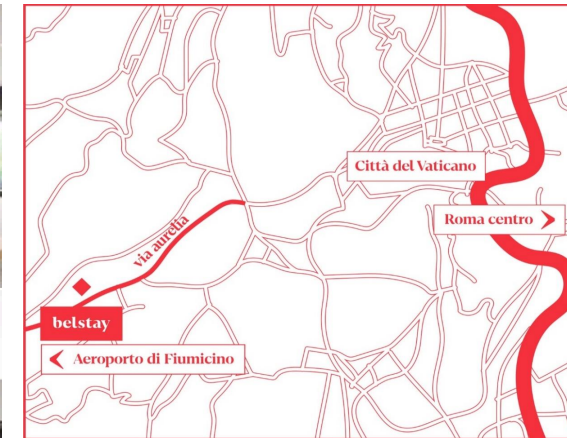 Città del Vaticano
Roma centro
via aurelia
belstay
Aeroporto di Fiumicino